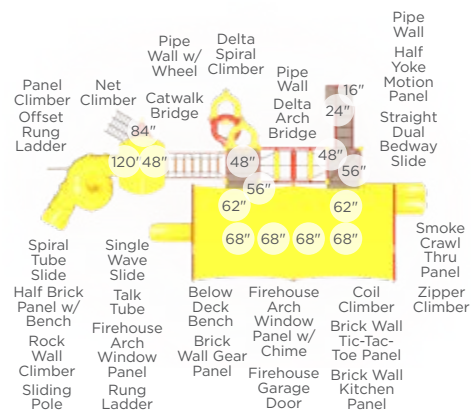 Pipe
Wall
Half
Yoke
Motion
Panel
Straight
Dual
Bedway
Slide
Pipe
Wall w/
Wheel
Delta
Spiral
Climber
Pipe
Wall
Delta
Arch
Bridge
Panel
Climber
Offset
Rung
Ladder
Net
Climber
Catwalk
Bridge
16"
24"
84"
120'
48"
48"
48"
56"
56"
62"
62"
68"
68"
68"
68"
Smoke
Crawl
Thru
Panel
Zipper
Climber
Spiral
Tube
Slide
Half Brick
Panel w/
Bench
Rock
Wall
Climber
Sliding
Pole
Single
Wave
Slide
Talk
Tube
Firehouse
Arch
Window
Panel
Rung
Ladder
Below
Deck
Bench
Brick
Wall Gear
Panel
Firehouse
Arch
Window
Panel w/
Chime
Firehouse
Garage
Door
Coil
Climber
Brick Wall
Tic-Tac-
Toe Panel
Brick Wall
Kitchen
Panel